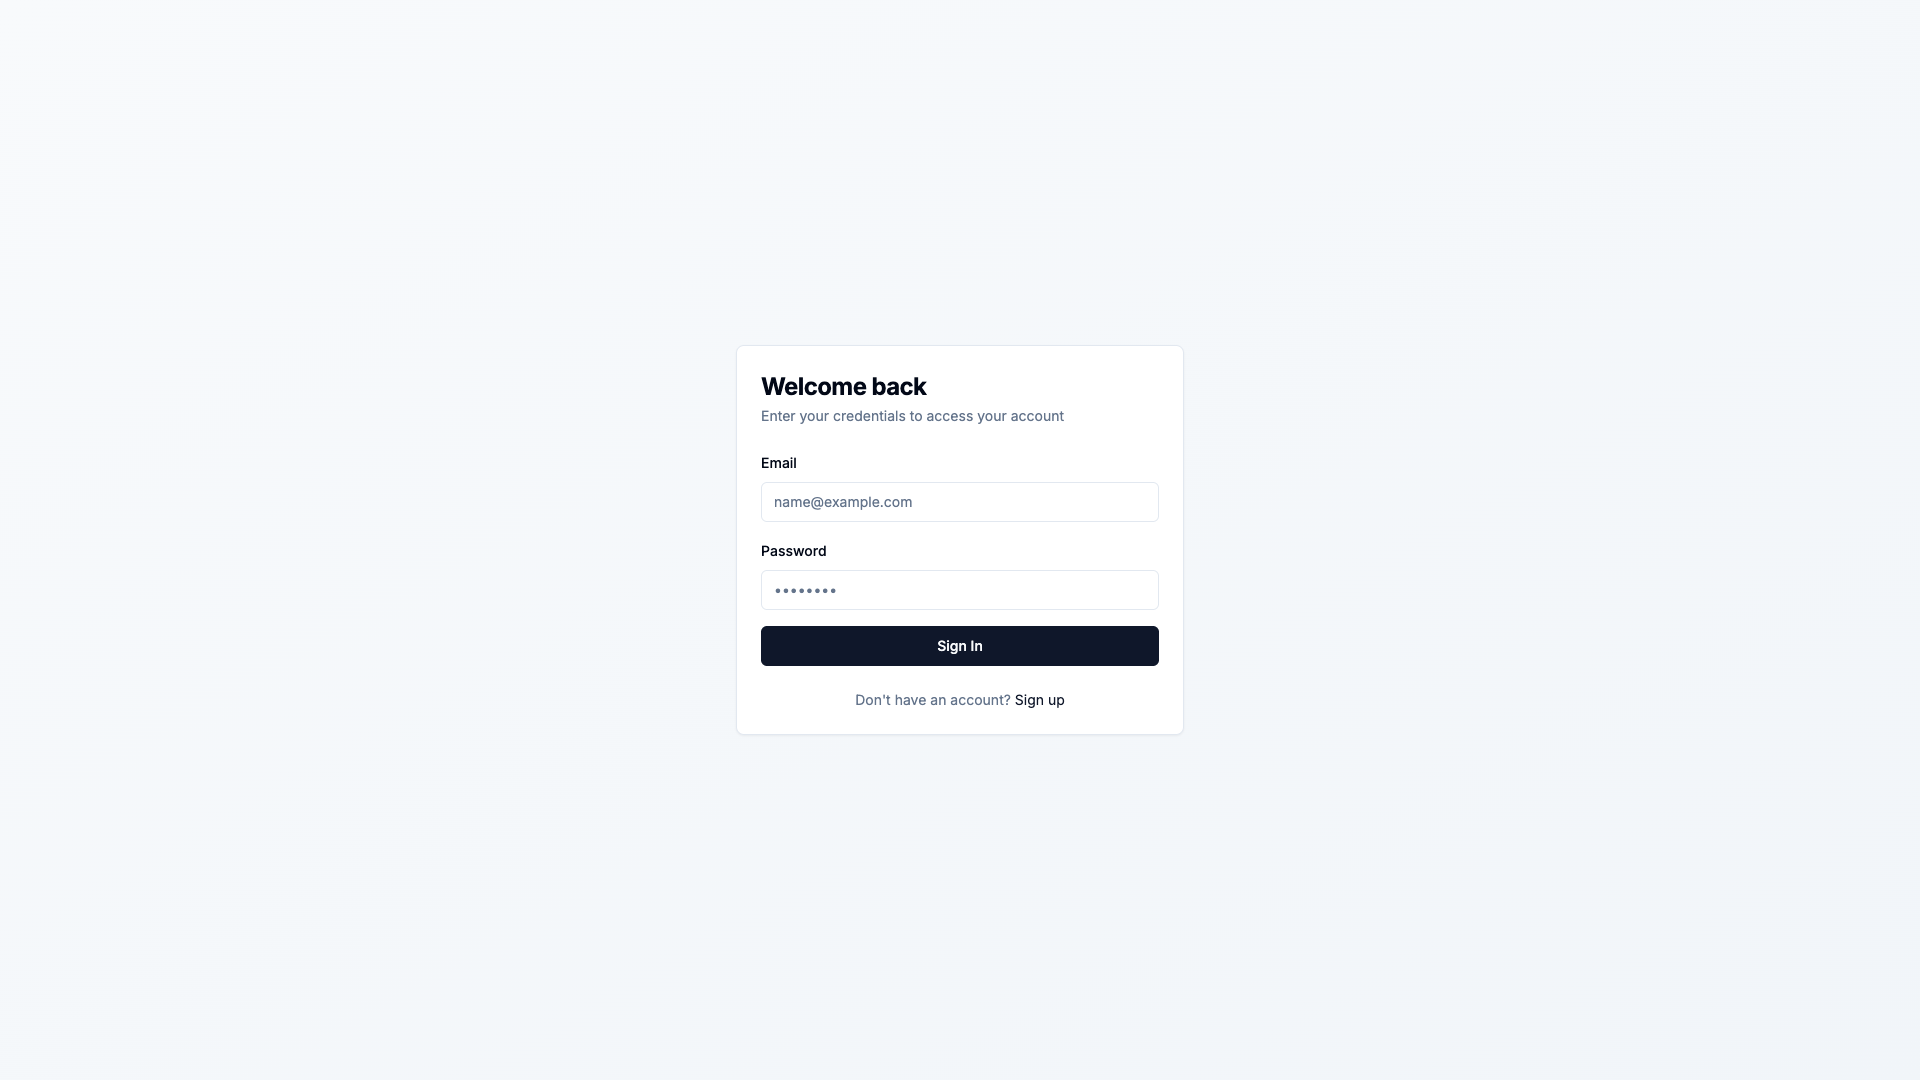 Welcome back
Enter your credentials to access your account
Email
name@example.com
Password
••••••••
Sign In
Don't have an account? Sign up